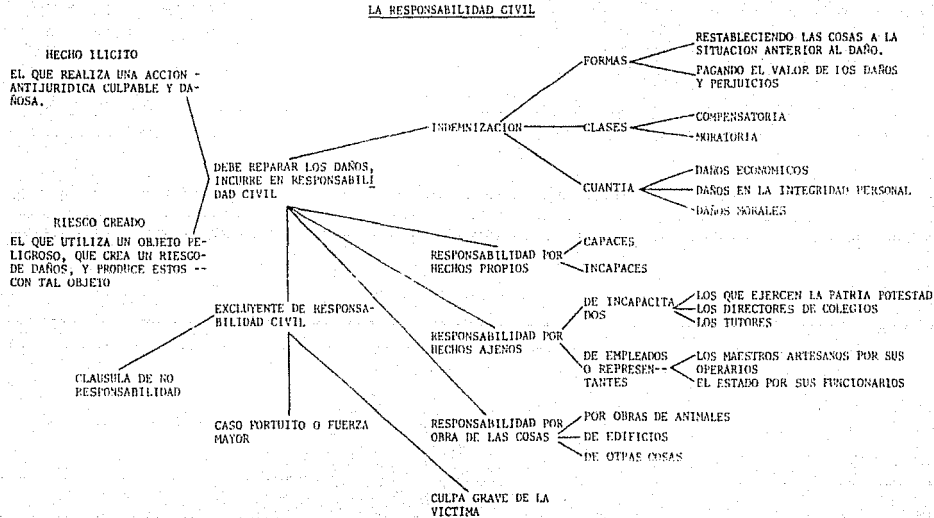 LA RESPONSABILIDAD CIVIL
HECHO ILICITO
EL QUE REALIZA UNA ACCION -
ANTIJURIDICA CULPABLE Y DA-
ÑOSA.
RIESGO CREADO
EL QUE UTILIZA UN OBJETO PE-
LIGROSO, QUE CREA UN RIESGO-
DE DAÑOS, Y PRODUCE ESTOS --
CON TAL OBJETO
DEBE REPARAR LOS DAÑOS,
INCURRE EN RESPONSABILI
DAD CIVIL
INDEMNIZACION
FORMAS
RESTABLECIENDO LAS COSAS A LA
SITUACION ANTERIOR AL DAÑO.
PAGANDO EL VALOR DE LOS DAÑOS
Y PERJUICIOS
CLASES
COMPENSATORIA
MORATORIA
CUANTIA
DAÑOS ECONOMICOS
DAÑOS EN LA INTEGRIDAD PERSONAL
DAÑOS MORALES
RESPONSABILIDAD POR
HECHOS PROPIOS
CAPACES
INCAPACES
RESPONSABILIDAD POR
HECHOS AJENOS
DE INCAPACITA
DOS
LOS QUE EJERCEN LA PATRIA POTESTAD
LOS DIRECTORES DE COLEGIOS
LOS TUTORES
DE EMPLEADOS
O REPRESEN--
TANTES
LOS MAESTROS ARTESANOS POR SUS
OPERARIOS
EL ESTADO POR SUS FUNCIONARIOS
RESPONSABILIDAD POR
OBRA DE LAS COSAS
POR OBRAS DE ANIMALES
DE EDIFICIOS
DE OTRAS COSAS
EXCLUYENTE DE RESPONSA-
BILIDAD CIVIL
CLAUSULA DE NO
RESPONSABILIDAD
CASO FORTUITO O FUERZA
MAYOR
CULPA GRAVE DE LA
VICTIMA